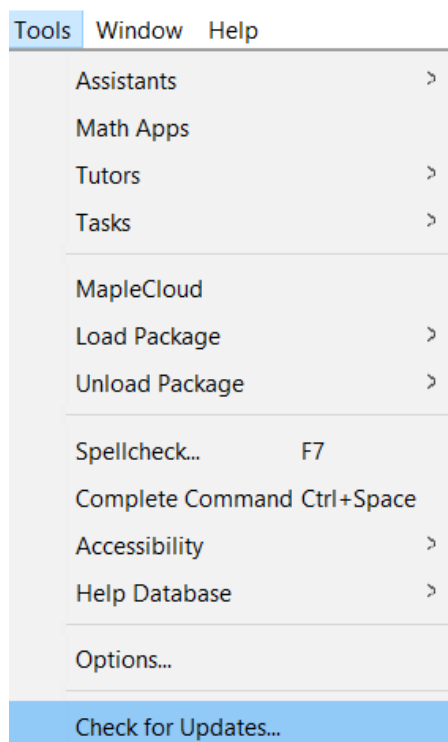 Tools Window Help
Assistants
Math Apps
Tutors
Tasks
MapleCloud
Load Package
Unload Package
Spellcheck... F7
Complete Command Ctrl+Space
Accessibility
Help Database
Options...
Check for Updates...